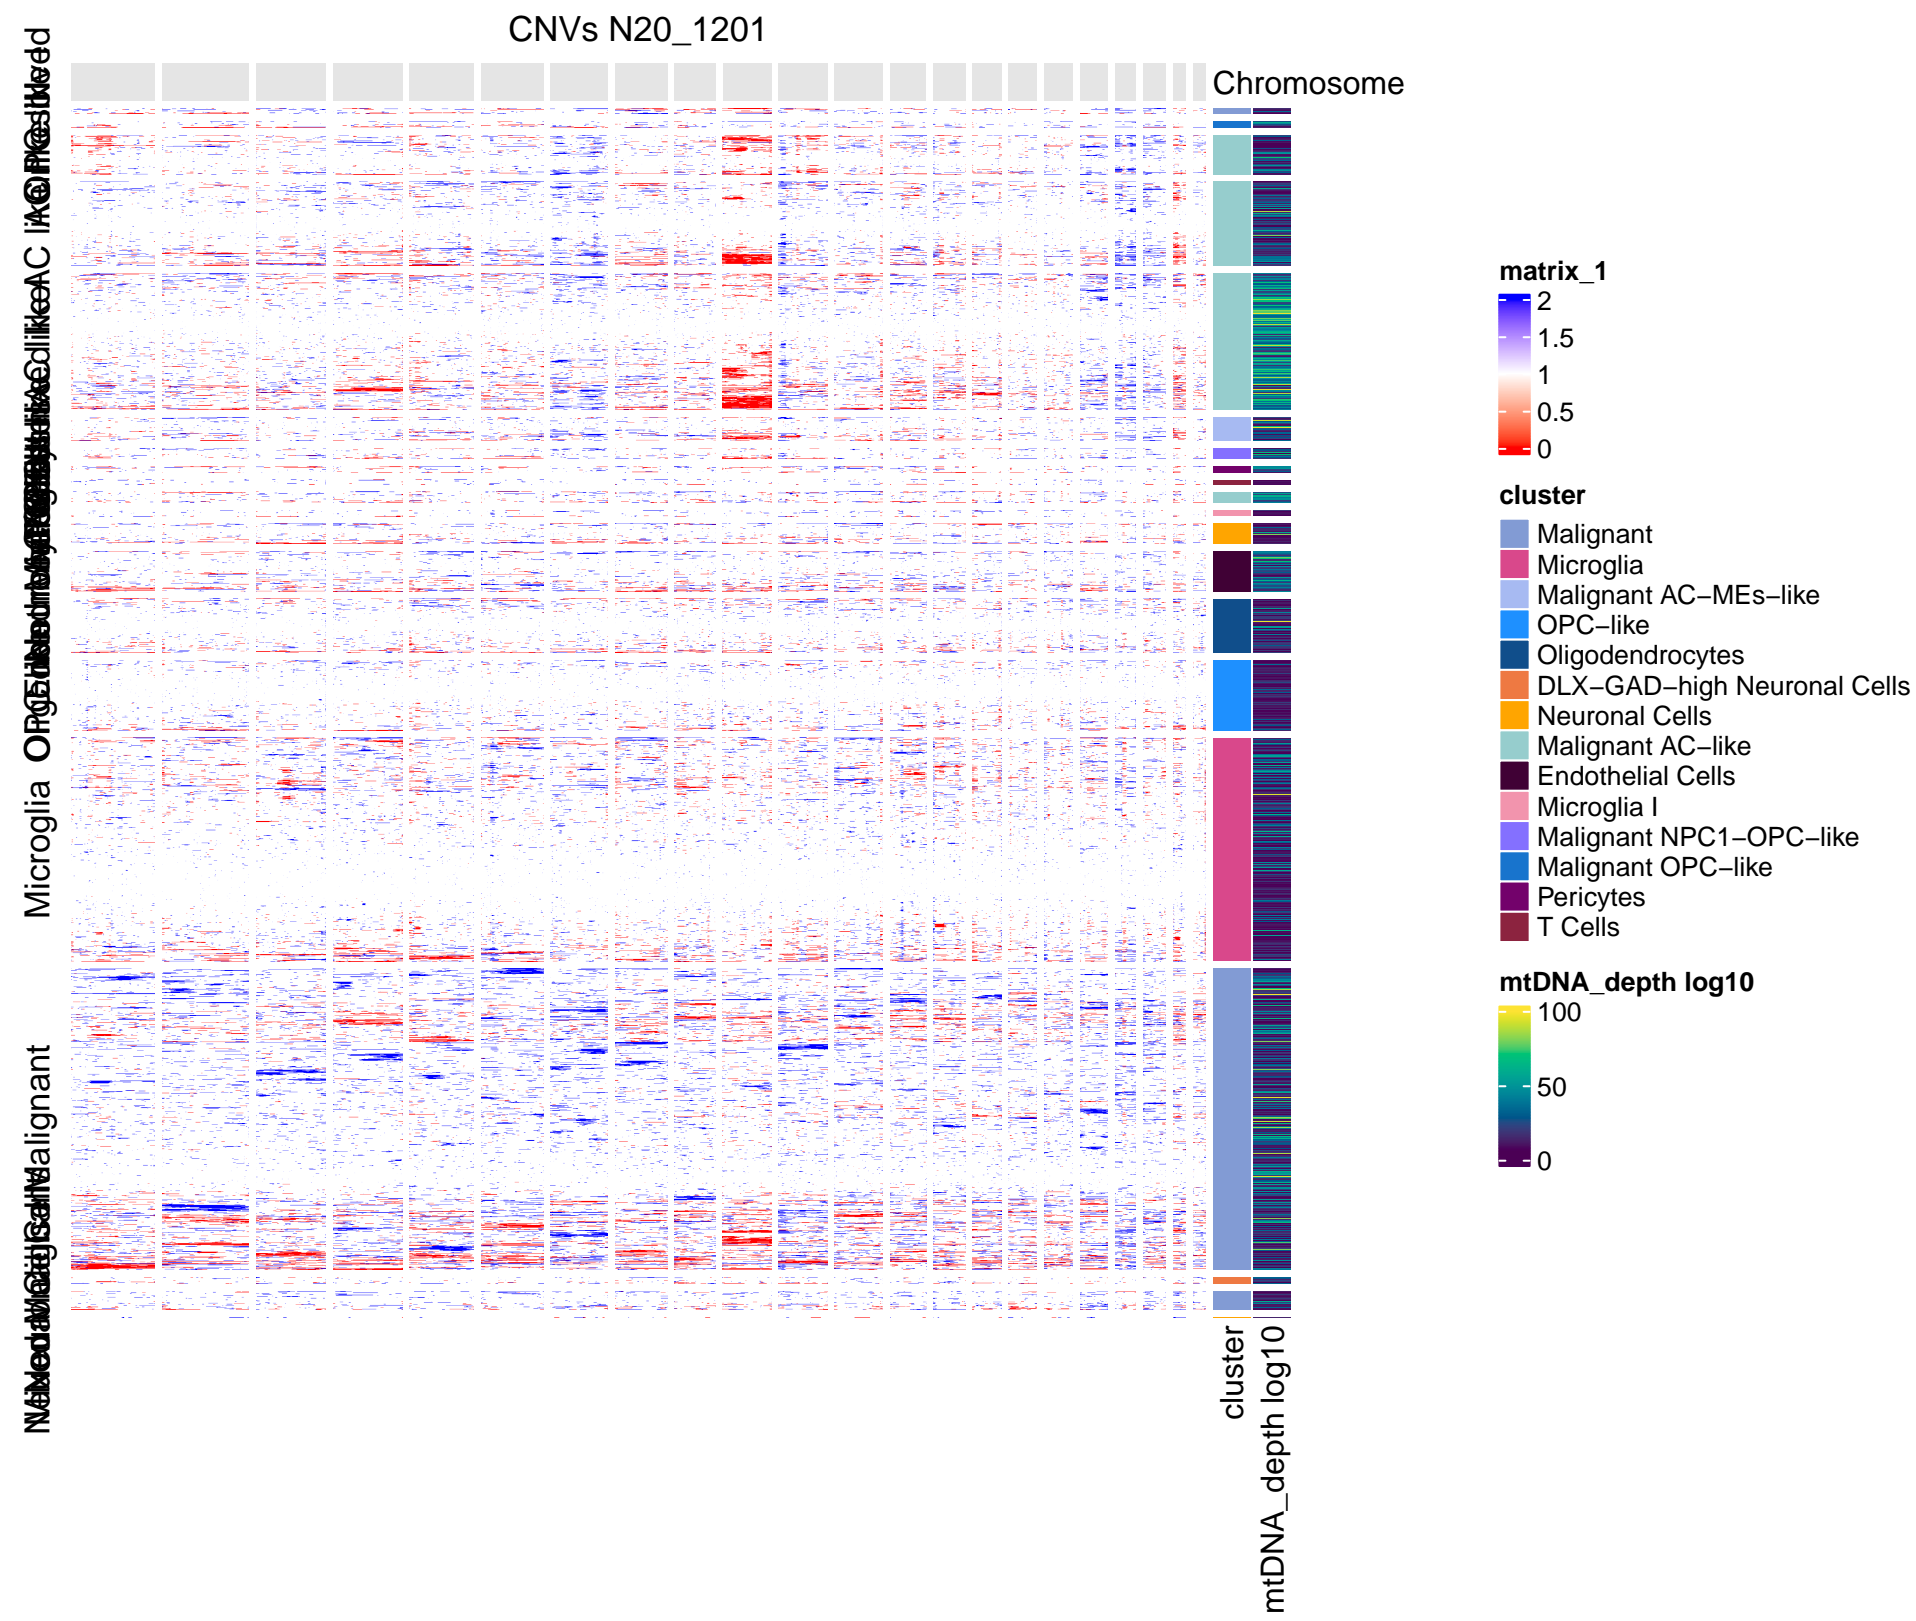 CNVs N20_1201
Chromosome
Microglia
Malignant
cluster
mtDNA_depth log10
matrix_1
2
1.5
1
0.5
0
cluster
Malignant
Microglia
Malignant AC−MEs−like
OPC−like
Oligodendrocytes
DLX−GAD−high Neuronal Cells
Neuronal Cells
Malignant AC−like
Endothelial Cells
Microglia I
Malignant NPC1−OPC−like
Malignant OPC−like
Pericytes
T Cells
mtDNA_depth log10
100
50
0